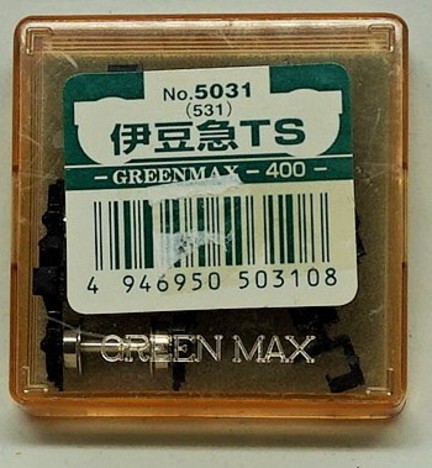 No.5031
(531)
伊豆急TS
-GREENMAX-400-
4 946950 503108
GREEN MAX